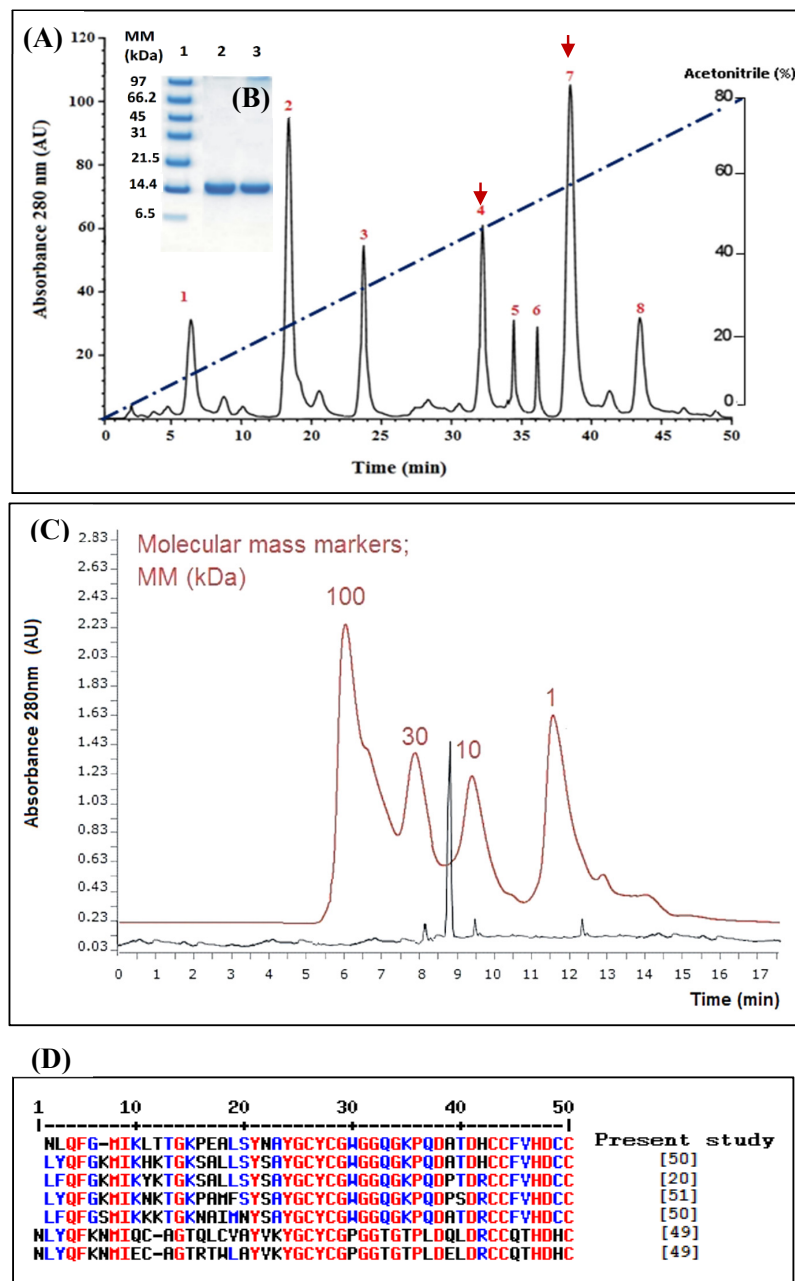 (A)
MM
(kDa)
1 2 3
97
66.2
45
31
21.5
14.4
6.5
(B)
120
100
80
60
40
20
0
Absorbance 280 nm (AU)
1
2
3
4
5
6
7
8
Acetonitrile (%)
80
60
40
20
0
0 5 10 15 20 25 30 35 40 45 50
Time (min)
(C)
Molecular mass markers;
MM (kDa)
100
30
10
1
2.83
2.63
2.43
2.23
2.03
1.83
1.63
1.43
1.23
1.03
0.83
0.63
0.43
0.23
0.03
Absorbance 280nm (AU)
0 1 2 3 4 5 6 7 8 9 10 11 12 13 14 15 16 17
Time (min)
(D)
1 10 20 30 40 50
NLQFG-MIKLTTGKPEALSYNAYGCYCGWGGQGKPQDATDHCCFVHDCC Present study
LYQFGKMIKHKTGKSALLSYSAYGCYCGWGGQGKPQDATDHCCFVHDCC [50]
LFQFGKMIKYKTGKSALLSYSAYGCYCGWGGQGKPQDPTDRCCFVHDCC [20]
LYQFGKMIKNKTGKPAMFSYSAYGCYCGWGGQGKPQDPSDRCCFVHDCC [51]
LFQFGSMIKKKTGKNAIMNYSAYGCYCGWGGQGKPQDATDRCCFVHDCC [50]
NLYQFKNMIQC-AGTQLCVAYVKYGCYCGPGGTGTPLDQLDRCCQTHDHC [49]
NLYQFKNMIEC-AGTRTWLAYVKYGCYCGPGGTGTPLDELDRCCQTHDHC [49]